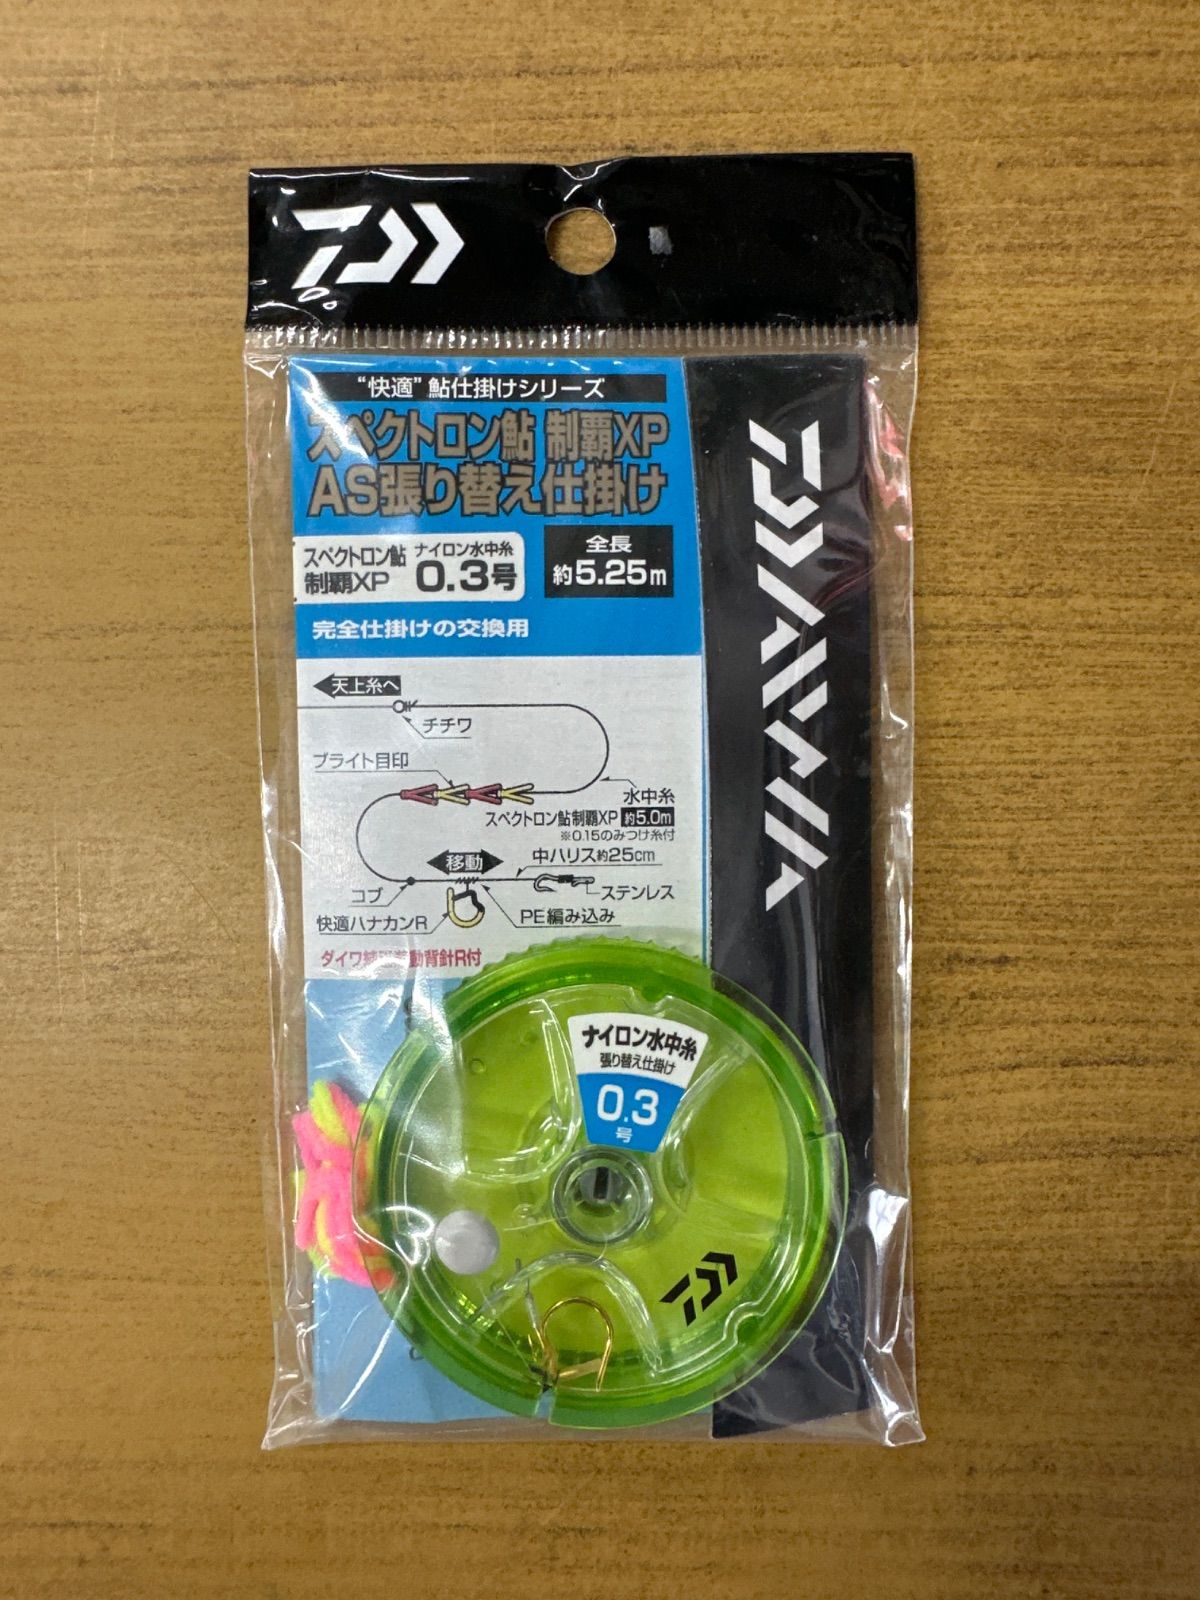 "快適" 鮎仕掛けシリーズ
スペクトロン鮎 制覇XP
AS張り替え仕掛け
スペクトロン鮎 ナイロン水中糸
制覇XP 0.3号
全長
約5.25m
完全仕掛けの交換用
天上糸へ
チチワ
ブライト目印
水中糸
スペクトロン鮎制覇XP 約5.0m
※0.15のみつけ糸付
移動
中ハリス約25cm
コブ
ステンレス
快適ハナカンR
PE編み込み
ダイワ 動背針R付
DAIWA
ナイロン水中糸
張り替え仕掛け
0.3
号